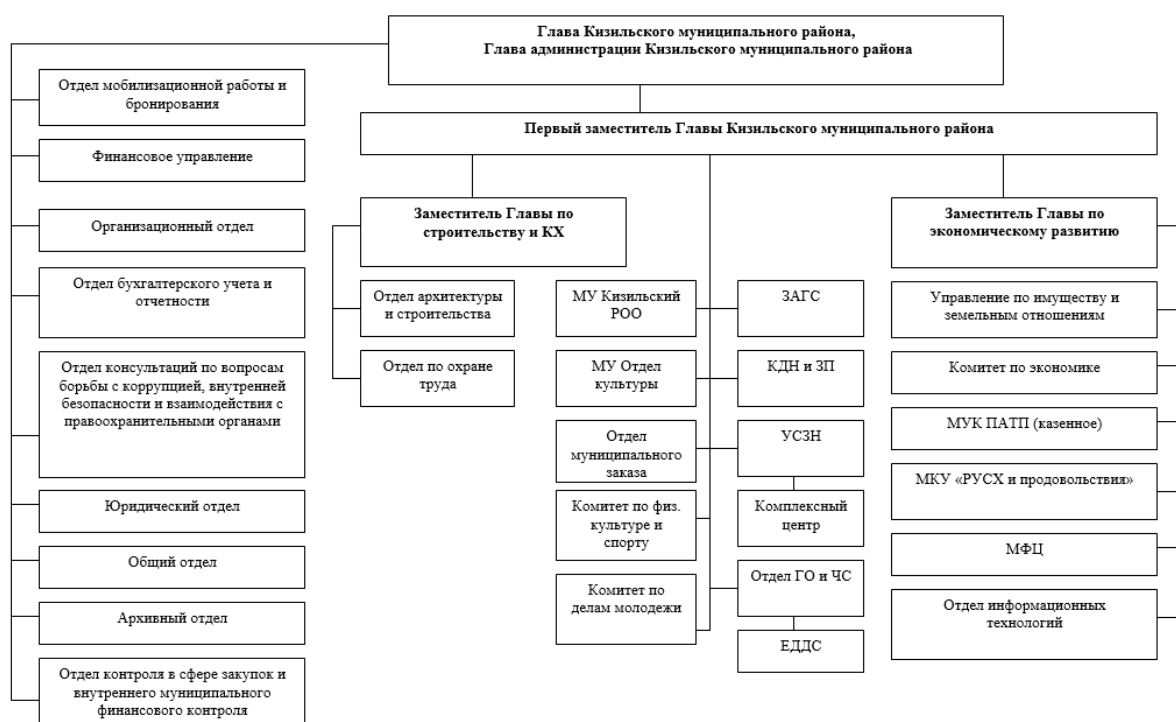 Глава Кизильского муниципального района,
Глава администрации Кизильского муниципального района
Отдел мобилизационной работы и
бронирования
Финансовое управление
Организационный отдел
Отдел бухгалтерского учета и
отчетности
Отдел консультаций по вопросам
борьбы с коррупцией, внутренней
безопасности и взаимодействия с
правоохранительными органами
Юридический отдел
Общий отдел
Архивный отдел
Отдел контроля в сфере закупок и
внутреннего муниципального
финансового контроля
Первый заместитель Главы Кизильского муниципального района
Заместитель Главы по
строительству и КХ
Отдел архитектуры
и строительства
Отдел по охране
труда
МУ Кизильский
РОО
МУ Отдел
культуры
Отдел
муниципального
заказа
Комитет по физ.
культуре и
спорту
Комитет по
делам молодежи
ЗАГС
КДН и ЗП
УСЗН
Комплексный
центр
Отдел ГО и ЧС
ЕДДС
Заместитель Главы по
экономическому развитию
Управление по имуществу и
земельным отношениям
Комитет по экономике
МУК ПАТП (казенное)
МКУ «РУСХ и продовольствия»
МФЦ
Отдел информационных
технологий